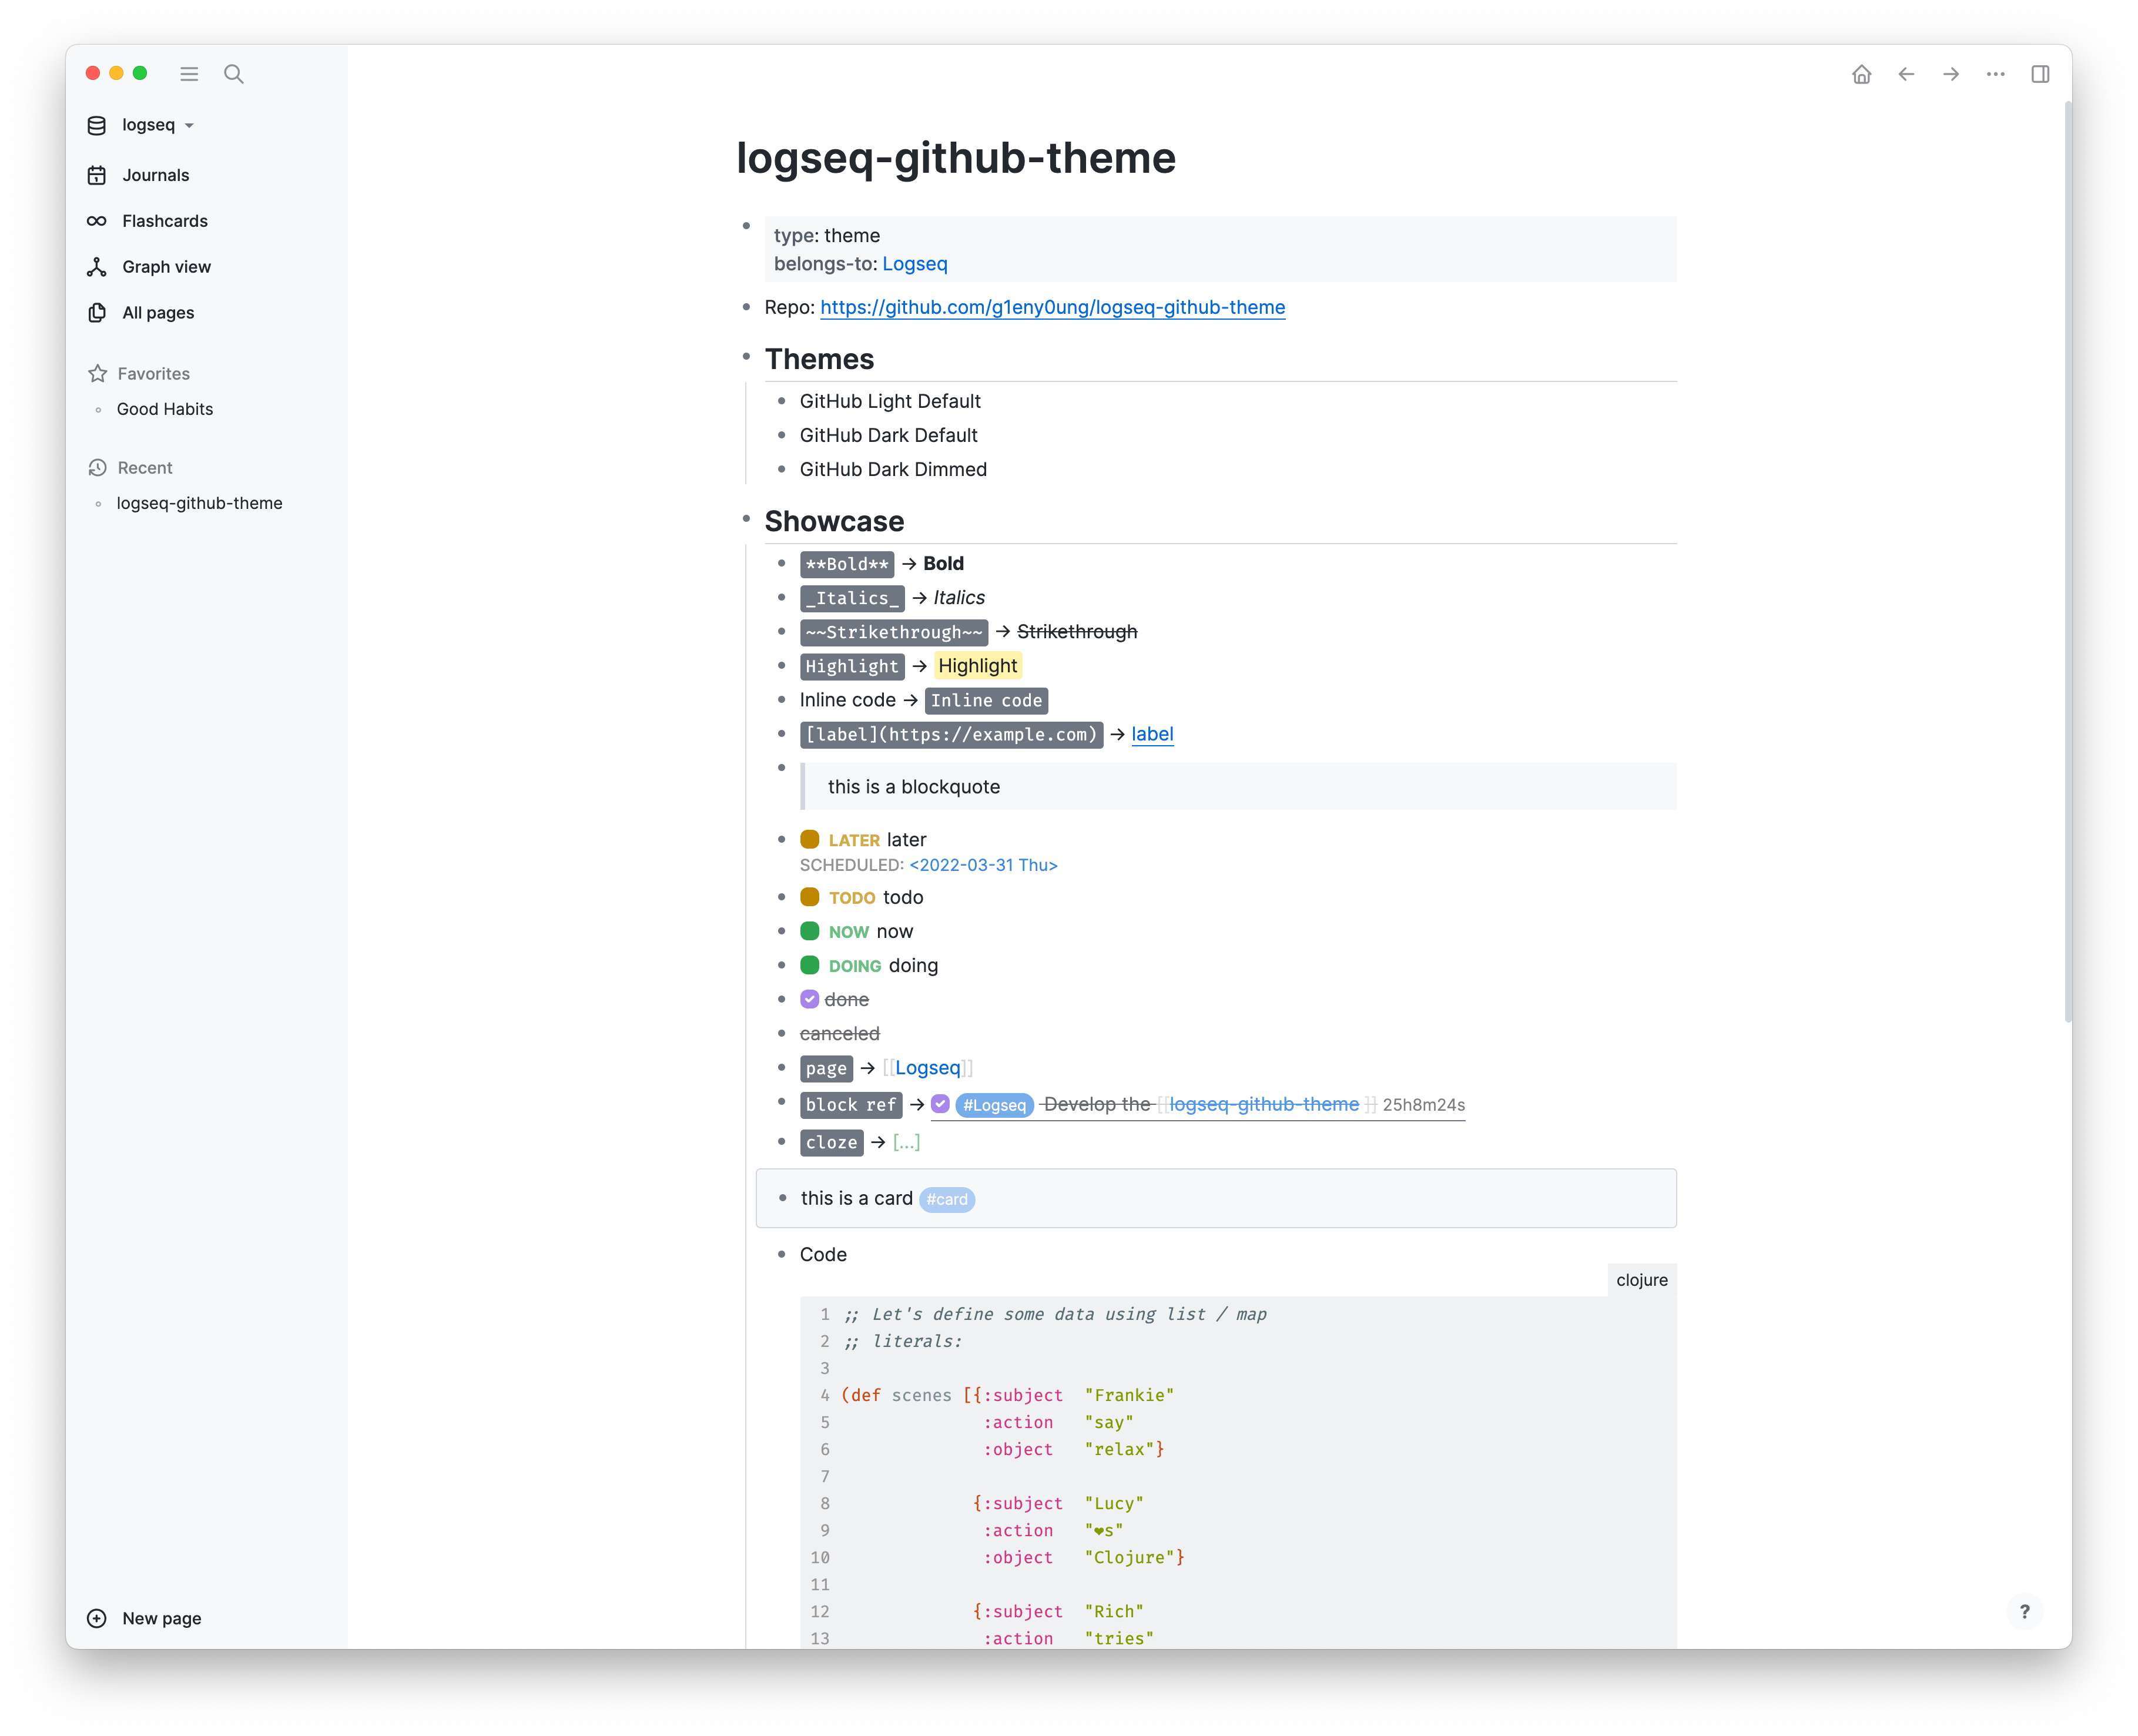 logseq
Journals
Flashcards
Graph view
All pages
Favorites
Good Habits
Recent
logseq-github-theme
New page
logseq-github-theme
type: theme
belongs-to: Logseq
Repo: https://github.com/g1eny0ung/logseq-github-theme
Themes
GitHub Light Default
GitHub Dark Default
GitHub Dark Dimmed
Showcase
**Bold** → Bold
_Italics_ → Italics
~~Strikethrough~~ → Strikethrough
Highlight → Highlight
Inline code → Inline code
[label](https://example.com) → label
this is a blockquote
LATER later
SCHEDULED: <2022-03-31 Thu>
TODO todo
NOW now
DOING doing
done
canceled
page → [[Logseq]]
block ref → #Logseq Develop the [[logseq-github-theme]] 25h8m24s
cloze → [...]
this is a card #card
Code
clojure
1 ;; Let's define some data using list / map
2 ;; literals:
3
4 (def scenes [{:subject "Frankie"
5 :action "say"
6 :object "relax"}
7
8 {:subject "Lucy"
9 :action "❤s"
10 :object "Clojure"}
11
12 {:subject "Rich"
13 :action "tries"
?